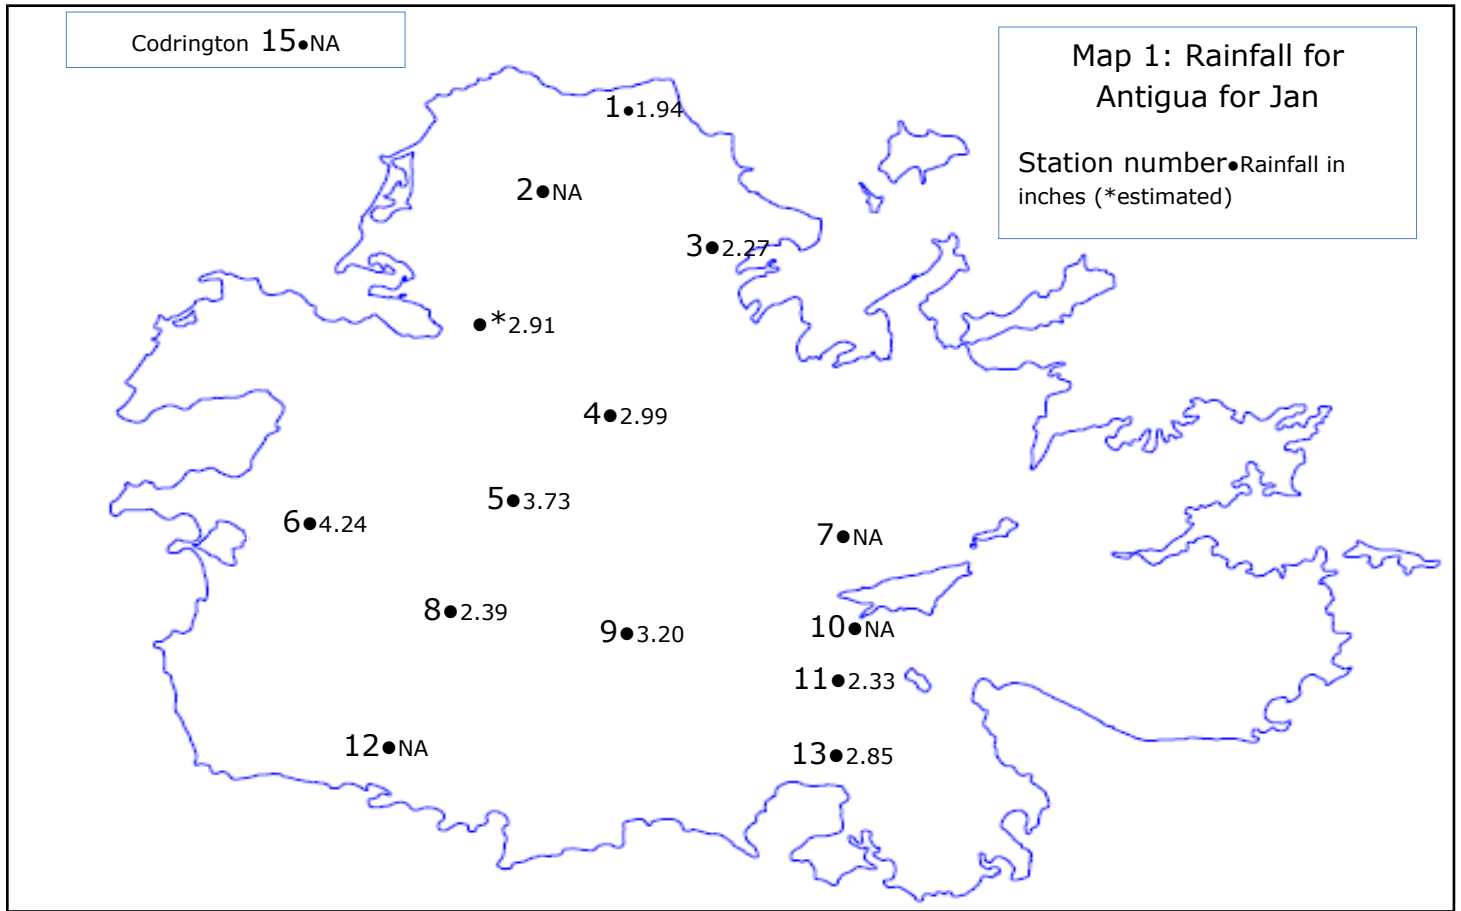 Codrington 15●NA
Map 1: Rainfall for
Antigua for Jan
Station number●Rainfall in
inches (*estimated)
1●1.94
2●NA
3●2.27
●*2.91
4●2.99
5●3.73
6●4.24
7●NA
8●2.39
9●3.20
10●NA
11●2.33
12●NA
13●2.85